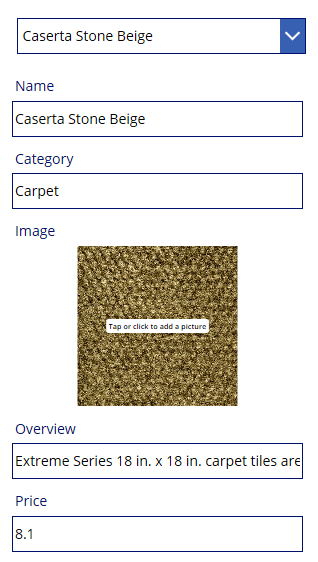 Caserta Stone Beige
Name
Caserta Stone Beige
Category
Carpet
Image
Tap or click to add a picture
Overview
Extreme Series 18 in. x 18 in. carpet tiles are
Price
8.1